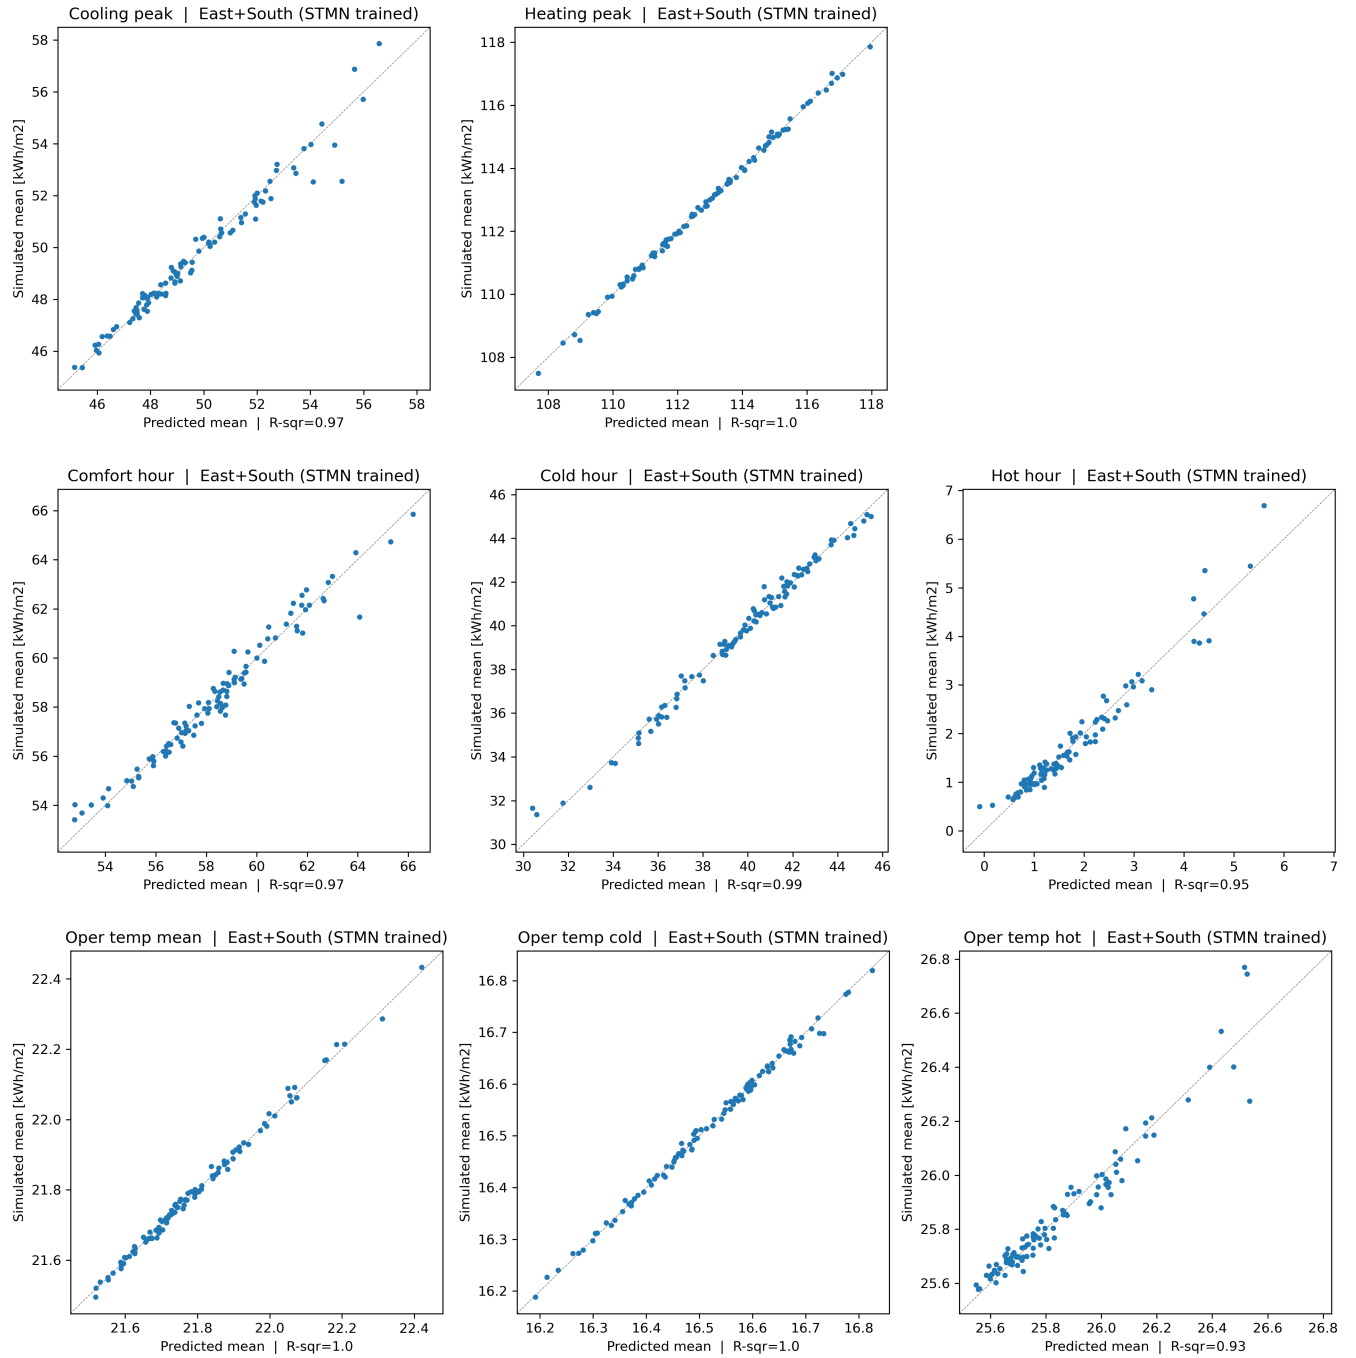 Cooling peak | East+South (STMN trained)
Heating peak | East+South (STMN trained)
Simulated mean [kWh/m2]
58
56
54
52
50
48
46
46 48 50 52 54 56 58
Predicted mean | R-sqr=0.97
Simulated mean [kWh/m2]
118
116
114
112
110
108
108 110 112 114 116 118
Predicted mean | R-sqr=1.0
Comfort hour | East+South (STMN trained)
Cold hour | East+South (STMN trained)
Hot hour | East+South (STMN trained)
Simulated mean [kWh/m2]
66
64
62
60
58
56
54
54 56 58 60 62 64 66
Predicted mean | R-sqr=0.97
Simulated mean [kWh/m2]
46
44
42
40
38
36
34
32
30
30 32 34 36 38 40 42 44 46
Predicted mean | R-sqr=0.99
Simulated mean [kWh/m2]
7
6
5
4
3
2
1
0
0 1 2 3 4 5 6 7
Predicted mean | R-sqr=0.95
Oper temp mean | East+South (STMN trained)
Oper temp cold | East+South (STMN trained)
Oper temp hot | East+South (STMN trained)
Simulated mean [kWh/m2]
22.4
22.2
22.0
21.8
21.6
21.6 21.8 22.0 22.2 22.4
Predicted mean | R-sqr=1.0
Simulated mean [kWh/m2]
16.8
16.7
16.6
16.5
16.4
16.3
16.2
16.2 16.3 16.4 16.5 16.6 16.7 16.8
Predicted mean | R-sqr=1.0
Simulated mean [kWh/m2]
26.8
26.6
26.4
26.2
26.0
25.8
25.6
25.6 25.8 26.0 26.2 26.4 26.6 26.8
Predicted mean | R-sqr=0.93